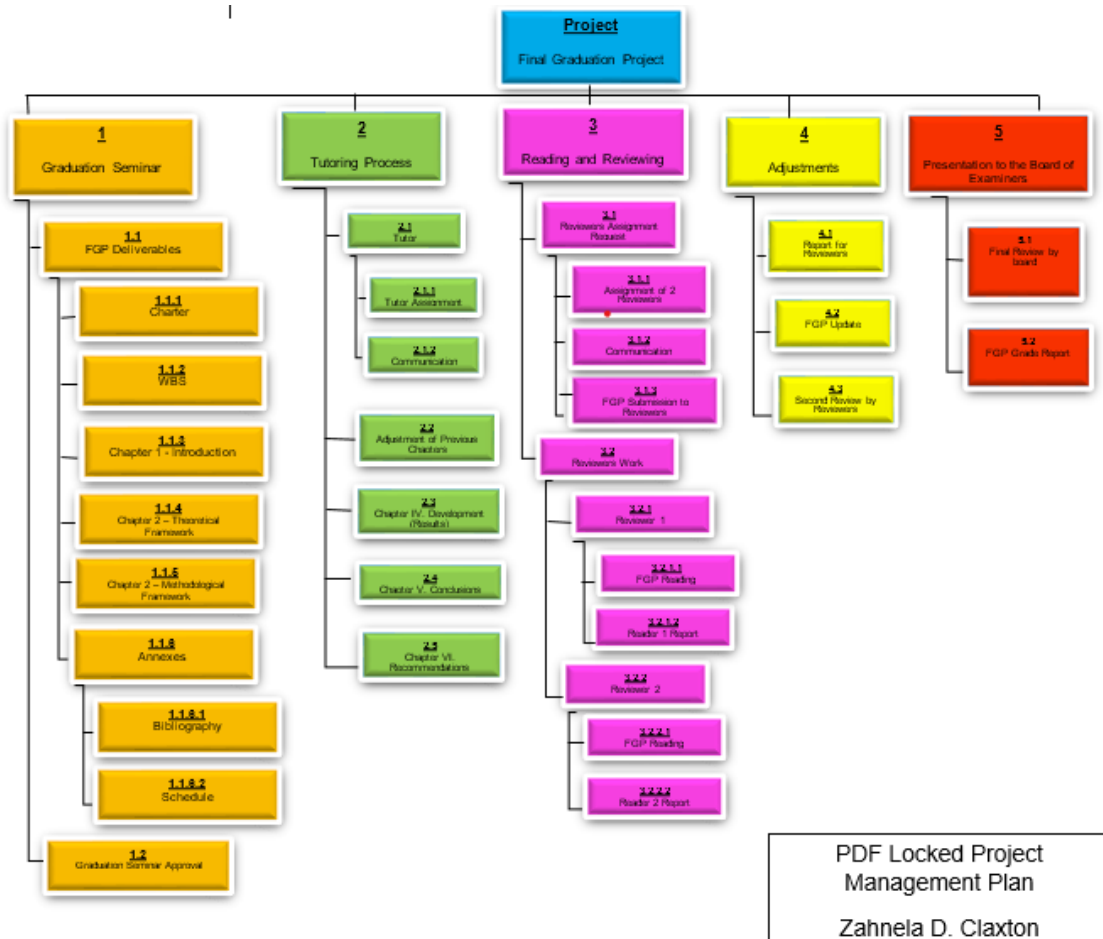 Project
Final Graduation Project
1
Graduation Seminar
1.1
FGP Deliverables
1.1.1
Charter
1.1.2
WBS
1.1.3
Chapter 1 - Introduction
1.1.4
Chapter 2 – Theoretical
Framework
1.1.5
Chapter 2 – Methodological
Framework
1.1.6
Annexes
1.1.6.1
Bibliography
1.1.6.2
Schedule
1.2
Graduation Seminar Approval
2
Tutoring Process
2.1
Tutor
2.1.1
Tutor Assignment
2.1.2
Communication
2.2
Adjustment of Previous
Chapters
2.3
Chapter IV. Development
(Results)
2.4
Chapter V. Conclusions
2.5
Chapter VI.
Recommendations
3
Reading and Reviewing
3.1
Reviewers Assignment
Request
3.1.1
Assignment of 2
Reviewers
3.1.2
Communication
3.1.3
FGP Submission to
Reviewers
3.2
Reviewers Work
3.2.1
Reviewer 1
3.2.1.1
FGP Reading
3.2.1.2
Reader 1 Report
3.2.2
Reviewer 2
3.2.2.1
FGP Reading
3.2.2.2
Reader 2 Report
4
Adjustments
4.1
Report for
Reviewers
4.2
FGP Update
4.3
Second Review by
Reviewers
5
Presentation to the Board of
Examiners
5.1
Final Review by
board
5.2
FGP Grade Report
PDF Locked Project
Management Plan
Zahnela D. Claxton